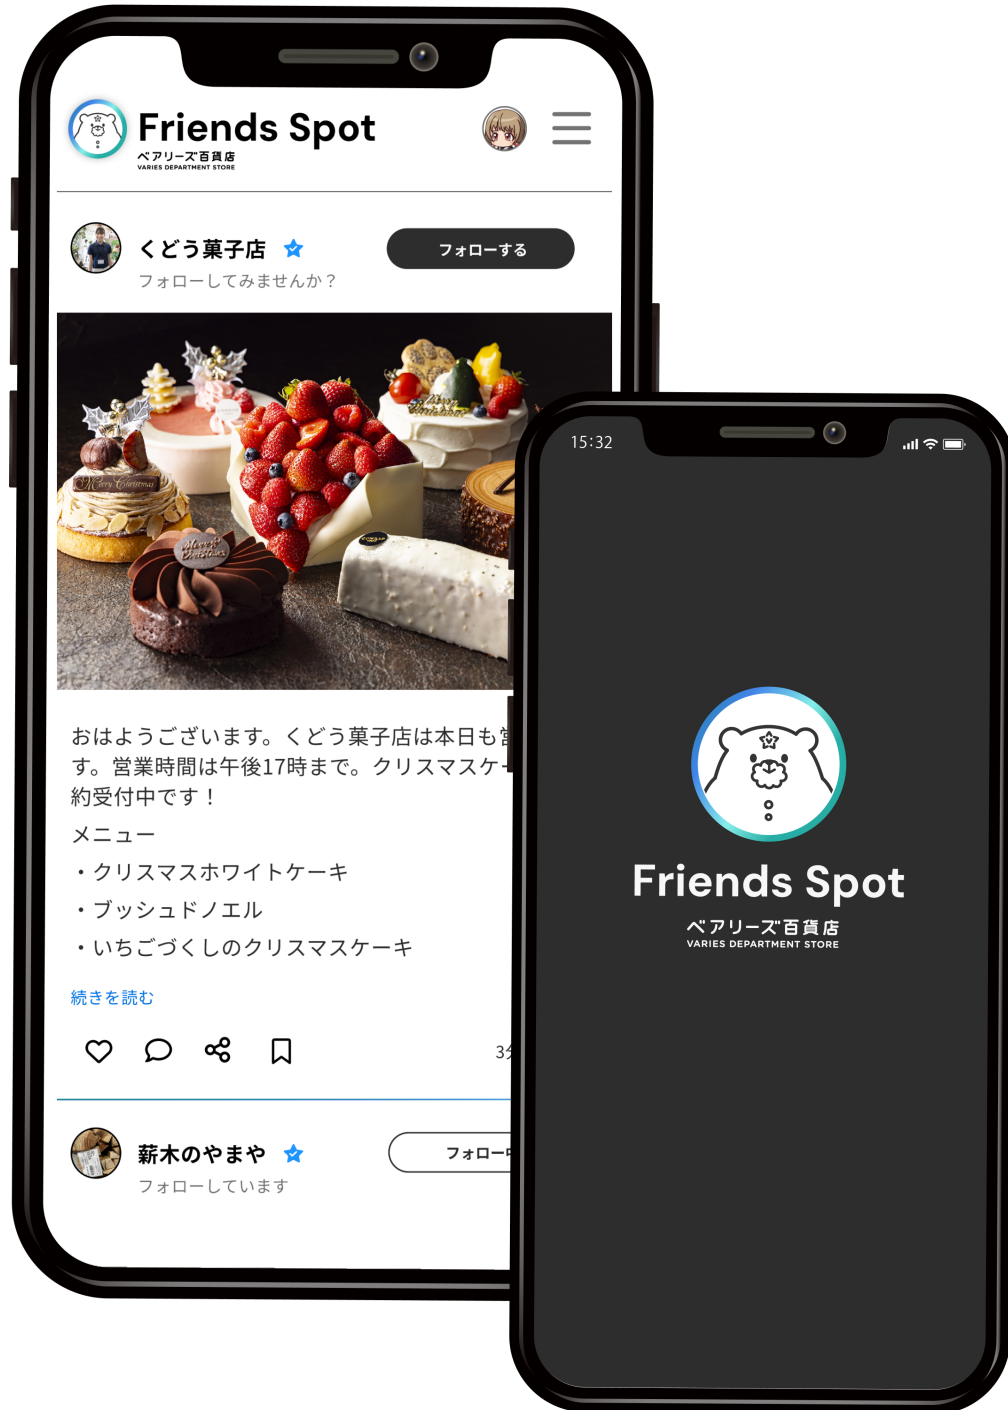 Friends Spot
ベアリーズ百貨店
VARIES DEPARTMENT STORE
くどう菓子店
フォローする
フォローしてみませんか？
Merry Christmas
おはようございます。くどう菓子店は本日も営
す。営業時間は午後17時まで。クリスマスケー
約受付中です！
メニュー
・クリスマスホワイトケーキ
・ブッシュドノエル
・いちごづくしのクリスマスケーキ
続きを読む
3分
薪木のやまや
フォロー中
フォローしています
15:32
Friends Spot
ベアリーズ百貨店
VARIES DEPARTMENT STORE